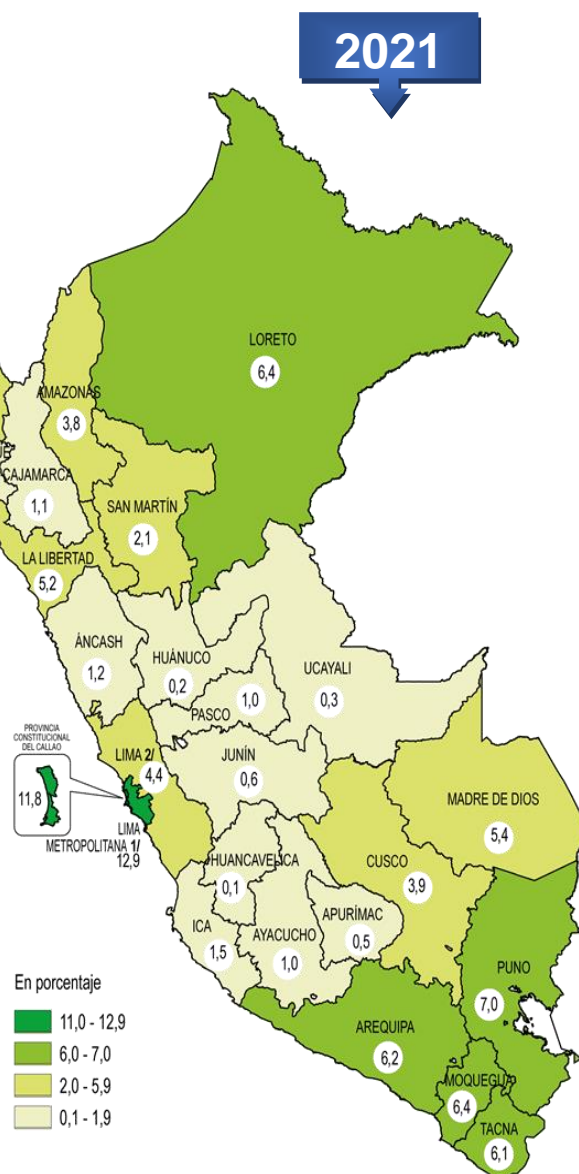 2021
LORETO
6,4
AMAZONAS
3,8
CAJAMARCA
1,1
SAN MARTÍN
2,1
LA LIBERTAD
5,2
ÁNCASH
1,2
HUÁNUCO
0,2
UCAYALI
0,3
PASCO
1,0
PROVINCIA
CONSTITUCIONAL
DEL CALLAO
11,8
LIMA 2/
4,4
JUNÍN
0,6
MADRE DE DIOS
5,4
LIMA
METROPOLITANA 1/
12,9
HUANCAVELICA
0,1
CUSCO
3,9
ICA
1,5
AYACUCHO
1,0
APURÍMAC
0,5
PUNO
7,0
AREQUIPA
6,2
MOQUEGUA
6,4
TACNA
6,1
En porcentaje
11,0 - 12,9
6,0 - 7,0
2,0 - 5,9
0,1 - 1,9